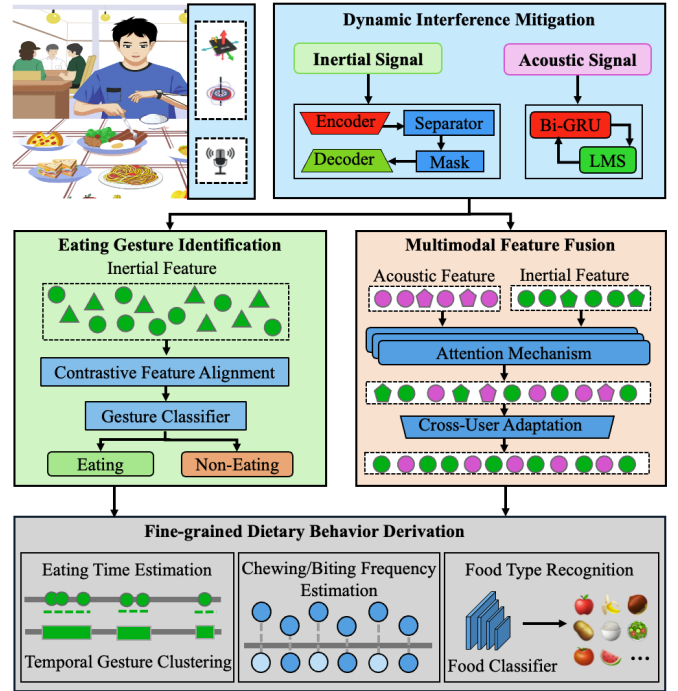 Dynamic Interference Mitigation
Inertial Signal
Acoustic Signal
Encoder
Separator
Decoder
Mask
Bi-GRU
LMS
Eating Gesture Identification
Inertial Feature
Contrastive Feature Alignment
Gesture Classifier
Eating
Non-Eating
Multimodal Feature Fusion
Acoustic Feature
Inertial Feature
Attention Mechanism
Cross-User Adaptation
Fine-grained Dietary Behavior Derivation
Eating Time Estimation
Temporal Gesture Clustering
Chewing/Biting Frequency
Estimation
Food Type Recognition
Food Classifier
...